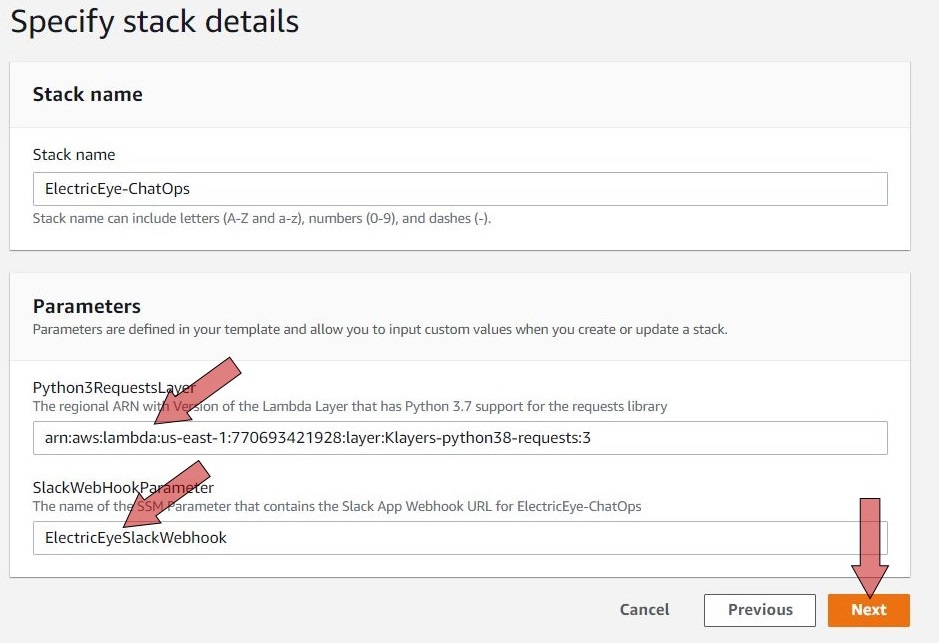 Specify stack details
Stack name
Stack name
ElectricEye-ChatOps
Stack name can include letters (A-Z and a-z), numbers (0-9), and dashes (-).
Parameters
Parameters are defined in your template and allow you to input custom values when you create or update a stack.
Python3RequestsLayer
The regional ARN with Version of the Lambda Layer that has Python 3.7 support for the requests library
arn:aws:lambda:us-east-1:770693421928:layer:Klayers-python38-requests:3
SlackWebHookParameter
The name of the SSM Parameter that contains the Slack App Webhook URL for ElectricEye-ChatOps
ElectricEyeSlackWebhook
Cancel Previous Next